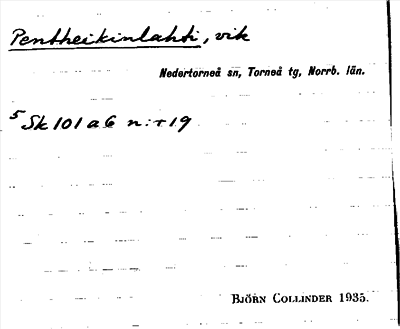 Pentheikinlahti, vik
Nedertorneå sn, Torneå tg, Norrb. län.
5 Sk 101 a 6 n:r 19
BJÖRN COLLINDER 1935.